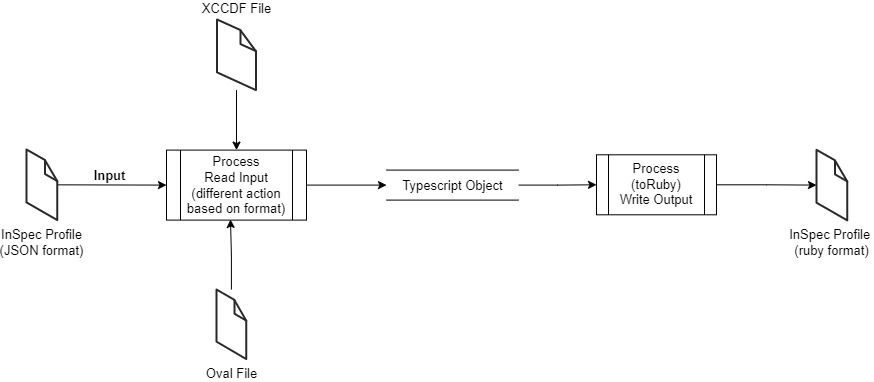 XCCDF File
Input
Process
Read Input
(different action
based on format)
Typescript Object
Process
(toRuby)
Write Output
InSpec Profile
(JSON format)
InSpec Profile
(ruby format)
Oval File